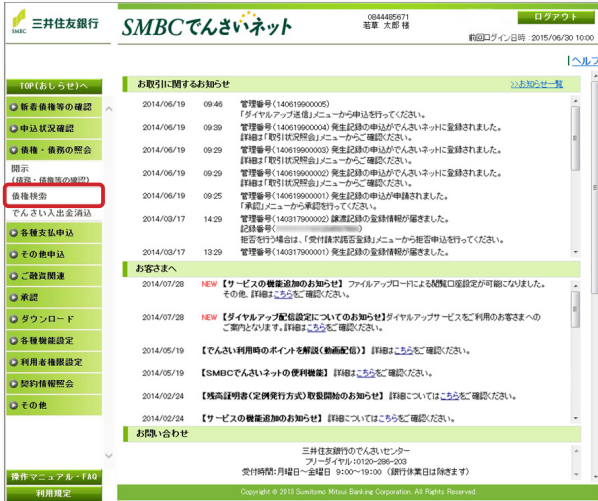 SMBC 三井住友銀行
SMBCでんさいネット
0844485671
若草 太郎 様
ログアウト
前回ログイン日時:2015/06/30 10:00
ヘルプ
TOP(おしらせ)へ
新着債権等の確認
申込状況確認
債権・債務の照会
開示
(債務・債権等の確認)
債権検索
でんさい入出金消込
各種支払申込
その他申込
ご融資関連
承認
ダウンロード
各種機能設定
利用者権限設定
契約情報照会
その他
操作マニュアル・FAQ
利用規定
お取引に関するお知らせ >>お知らせ一覧
2014/06/19 09:46 管理番号(140619900005)
「ダイヤルアップ送信」メニューから申込を行ってください。
2014/06/19 09:39 管理番号(140619900004) 発生記録の申込がでんさいネットに登録されました。
詳細は「取引状況照会」メニューからご確認ください。
2014/06/19 09:29 管理番号(140619900003) 発生記録の申込がでんさいネットに登録されました。
詳細は「取引状況照会」メニューからご確認ください。
2014/06/19 09:29 管理番号(140619900002) 発生記録の申込がでんさいネットに登録されました。
詳細は「取引状況照会」メニューからご確認ください。
2014/06/19 09:25 管理番号(140619900001) 発生記録の申込が申請されました。
「承認」メニューから承認を行ってください。
2014/03/17 14:29 管理番号(140317900002) 譲渡記録の登録情報が届きました。
記録番号(
拒否を行う場合は、「受付請求諾否登録」メニューから拒否申込を行ってください。
2014/03/17 13:29 管理番号(140317900001) 発生記録の登録情報が届きました。
お客さまへ
2014/07/28 NEW 【サービスの機能追加のお知らせ】 ファイルアップロードによる閲覧口座設定が可能になりました。
その他、詳細はこちらをご確認ください。
2014/07/28 NEW 【ダイヤルアップ配信設定についてのお知らせ】ダイヤルアップサービスをご利用のお客さまへの
ご案内となります。詳細はこちらをご確認ください。
2014/05/19 【でんさい利用時のポイントを解説(動画配信)】 詳細はこちらをご確認ください。
2014/05/19 【SMBCでんさいネットの便利機能】 詳細はこちらをご確認ください。
2014/02/24 【残高証明書(定例発行方式)取扱開始のお知らせ】 詳細についてはこちらをご確認ください。
2014/02/24 【サービスの機能追加のお知らせ】 詳細についてはこちらをご確認ください。
お問い合わせ
三井住友銀行のでんさいセンター
フリーダイヤル:0120-286-203
受付時間:月曜日~金曜日 9:00~19:00 (銀行休業日は除きます)
Copyright © 2013 Sumitomo Mitsui Banking Corporation. All Rights Reserved.